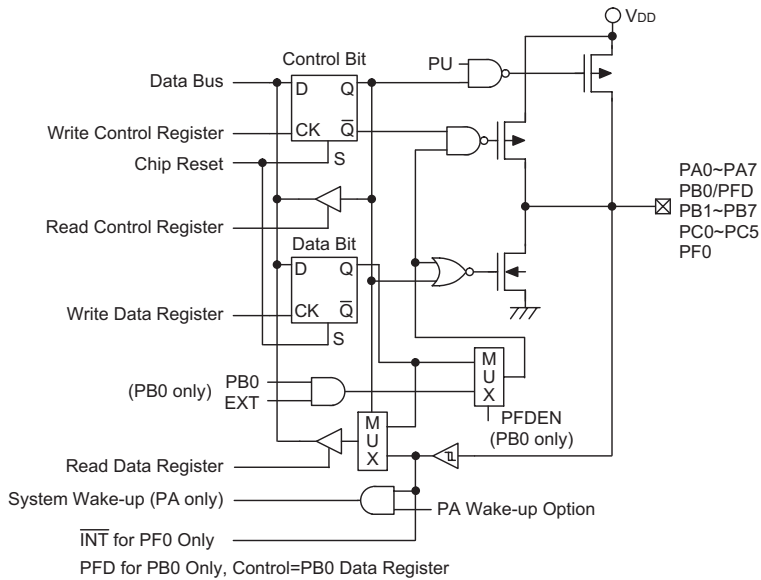 VDD
Control Bit
PU
Data Bus
D Q
Write Control Register
CK Q
Chip Reset
S
PA0~PA7
PB0/PFD
PB1~PB7
PC0~PC5
PF0
Read Control Register
Data Bit
D Q
Write Data Register
CK Q
S
M
U
X
(PB0 only)
PB0
EXT
PFDEN
(PB0 only)
M
U
X
Read Data Register
System Wake-up (PA only)
PA Wake-up Option
INT for PF0 Only
PFD for PB0 Only, Control=PB0 Data Register